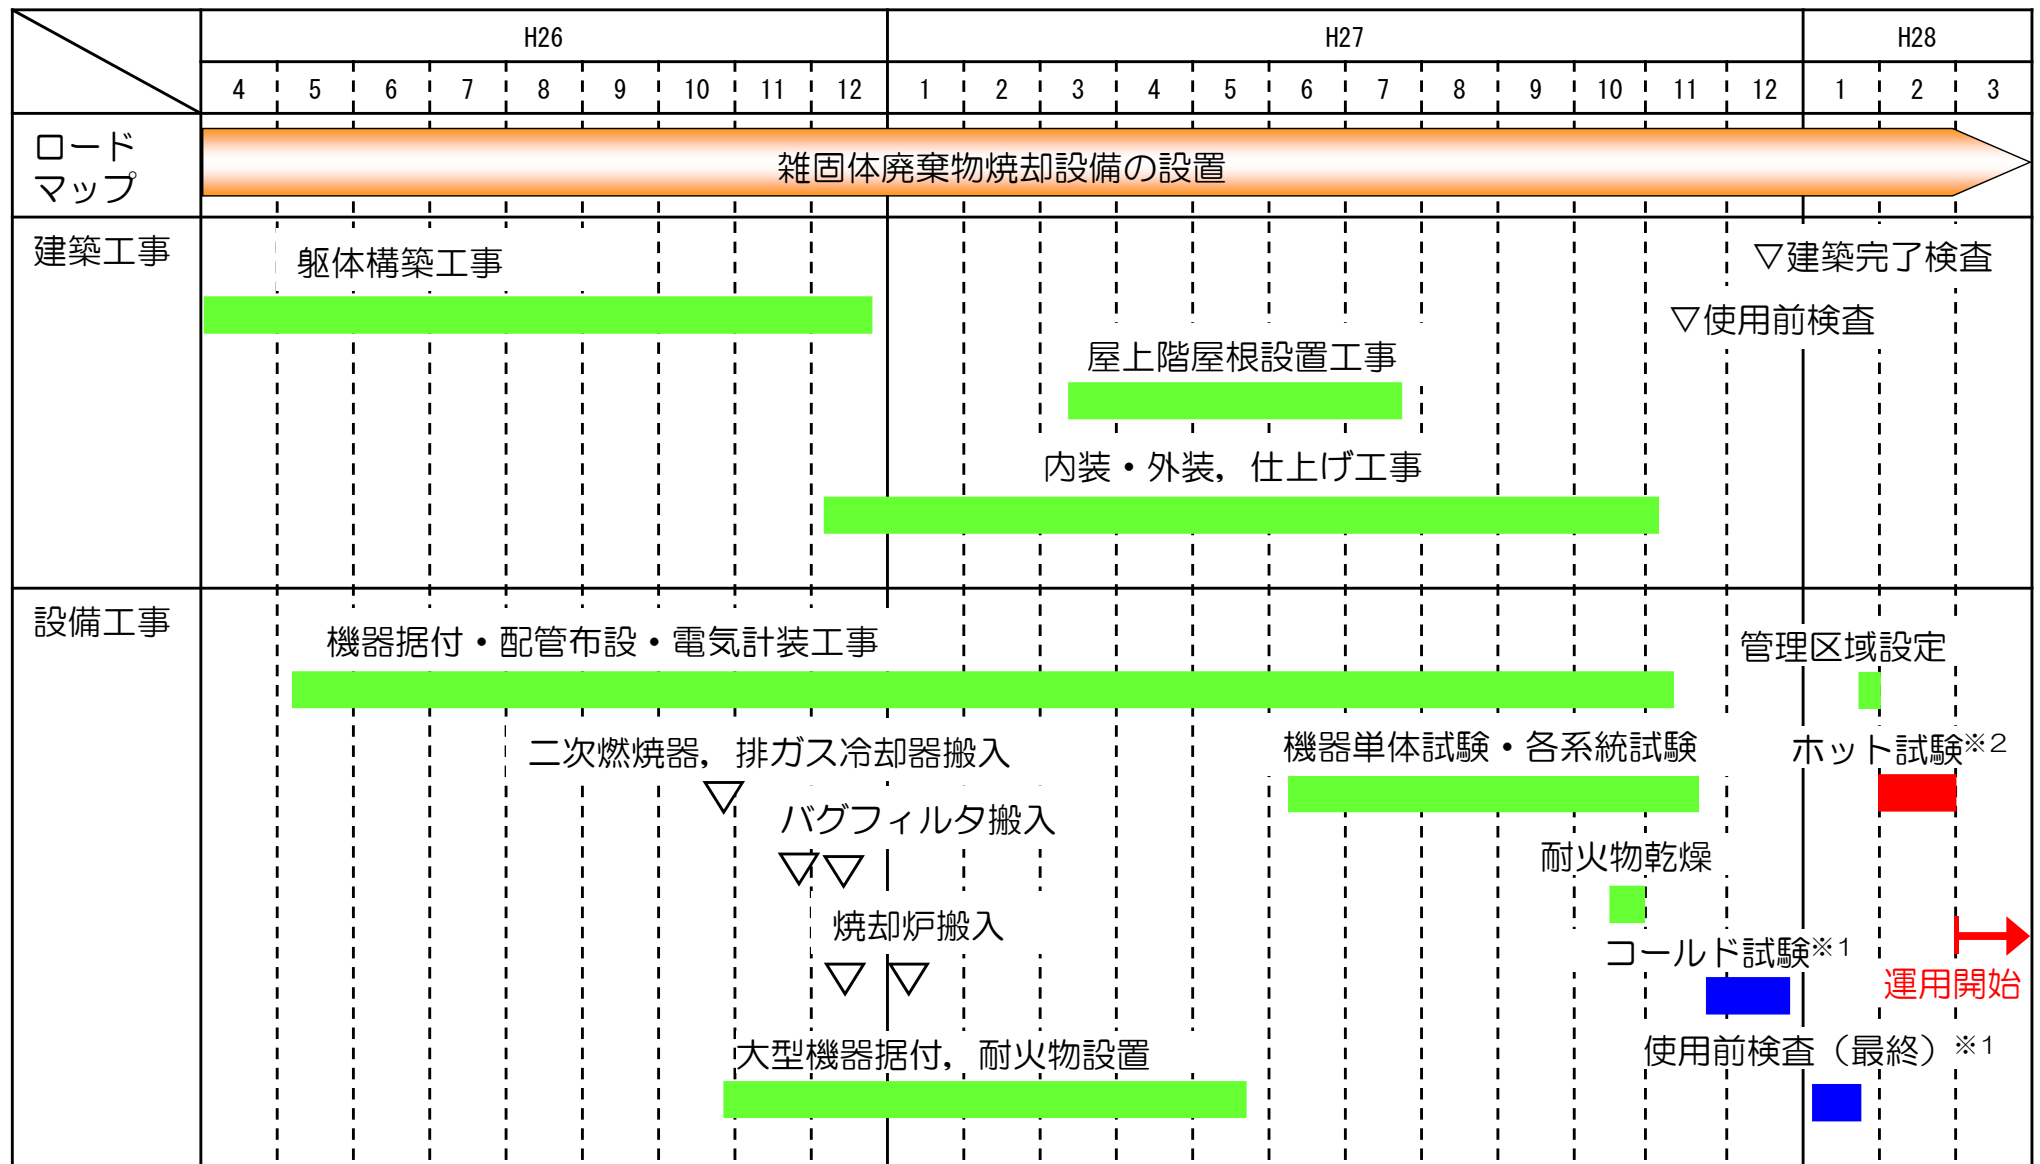 H26 H27 H28
4 5 6 7 8 9 10 11 12 1 2 3 4 5 6 7 8 9 10 11 12 1 2 3
ロード
マップ
雑固体廃棄物焼却設備の設置
建築工事
躯体構築工事
▽建築完了検査
▽使用前検査
屋上階屋根設置工事
内装・外装，仕上げ工事
設備工事
機器据付・配管布設・電気計装工事
管理区域設定
二次燃焼器，排ガス冷却器搬入
機器単体試験・各系統試験
ホット試験※2
バグフィルタ搬入
耐火物乾燥
焼却炉搬入
コールド試験※1
運用開始
大型機器据付，耐火物設置
使用前検査（最終）※1